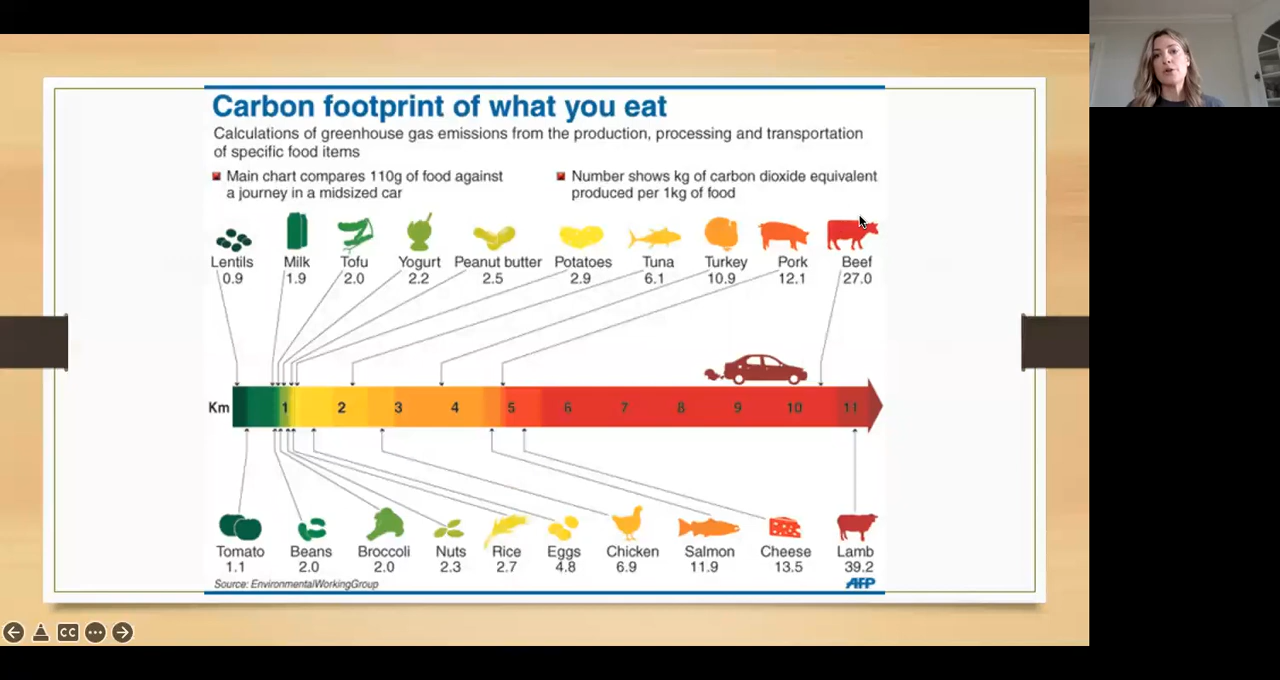 Carbon footprint of what you eat
Calculations of greenhouse gas emissions from the production, processing and transportation
of specific food items
Main chart compares 110g of food against
a journey in a midsized car
Number shows kg of carbon dioxide equivalent
produced per 1kg of food
Lentils Milk Tofu Yogurt Peanut butter Potatoes Tuna Turkey Pork Beef
0.9 1.9 2.0 2.2 2.5 2.9 6.1 10.9 12.1 27.0
Km 1 2 3 4 5 6 7 8 9 10 11
Tomato Beans Broccoli Nuts Rice Eggs Chicken Salmon Cheese Lamb
1.1 2.0 2.0 2.3 2.7 4.8 6.9 11.9 13.5 39.2
Source: EnvironmentalWorkingGroup AFP
CC